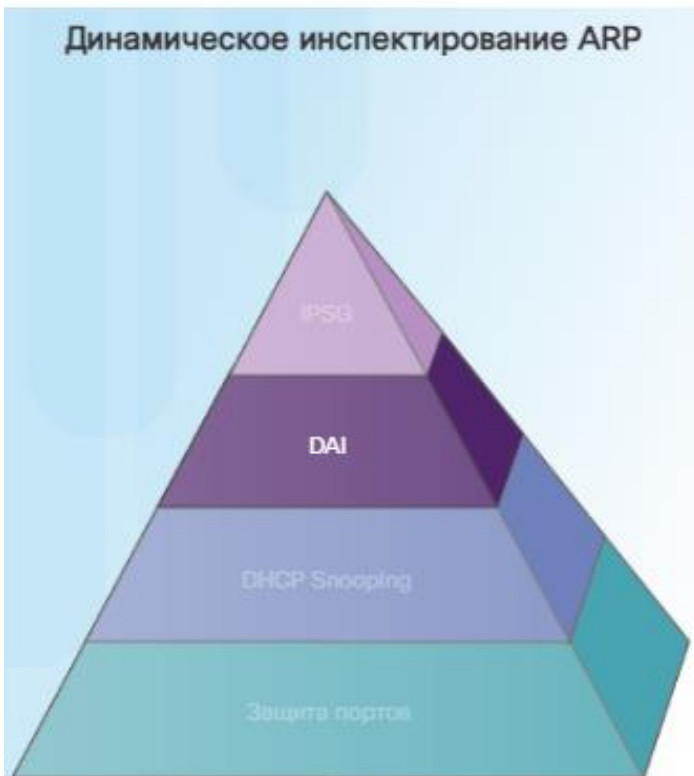 Динамическое инспектирование ARP
IPSG
DAI
DHCP Snooping
Защита портов